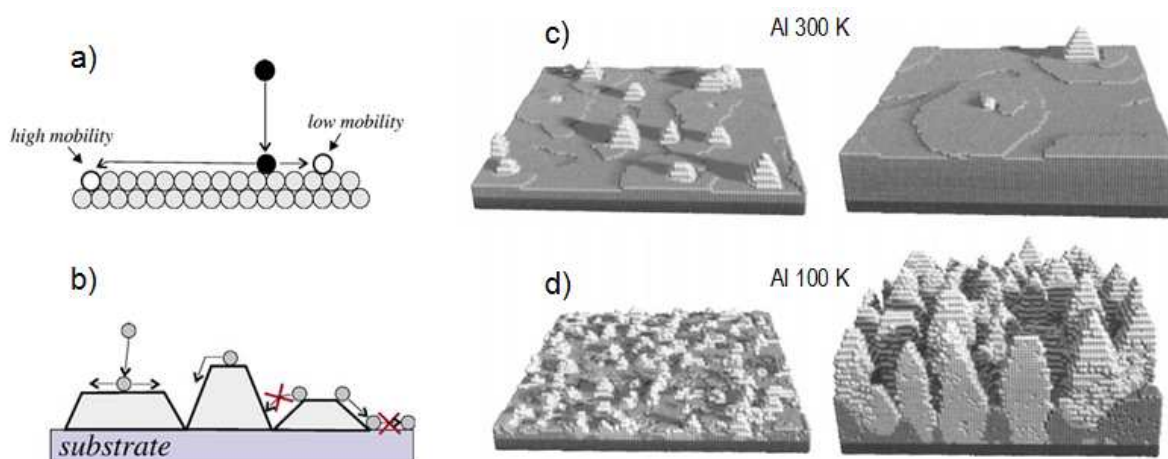 a)
high mobility
low mobility
b)
substrate
c)
Al 300 K
d)
Al 100 K